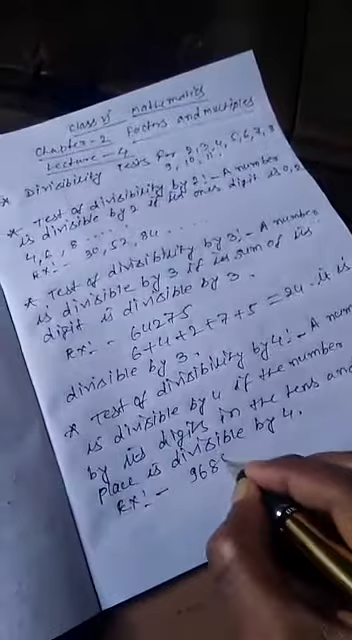 Class VI Mathematics
Chapter-2 Factors and multiples
Lecture-4
* Divisibility Tests For 2,3,4,5,6,7,8
9,10,11:-
* Test of divisibility by 2:- A number
is divisible by 2 if its ones digit is 0,2,
4,6,8 .....
Ex:- 30,52,84 .....
* Test of divisibility by 3:- A number
is divisible by 3 if its sum of its
digit is divisible by 3.
Ex:- 64275
6+4+2+7+5 = 24. it is
divisible by 3.
* Test of divisibility by 4:- A num
is divisible by 4 if the number
by its digits in the tens and
place is divisible by 4.
Ex:- 968